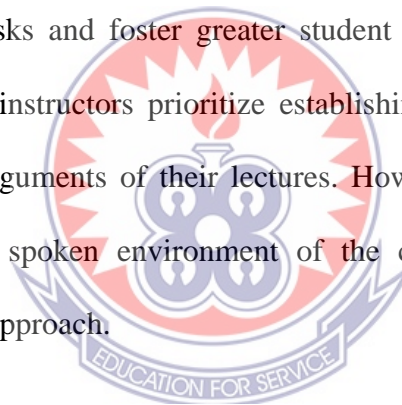 sks and foster greater student
instructors prioritize establishin
guments of their lectures. How
spoken environment of the c
pproach.
EDUCATION FOR SERVICE